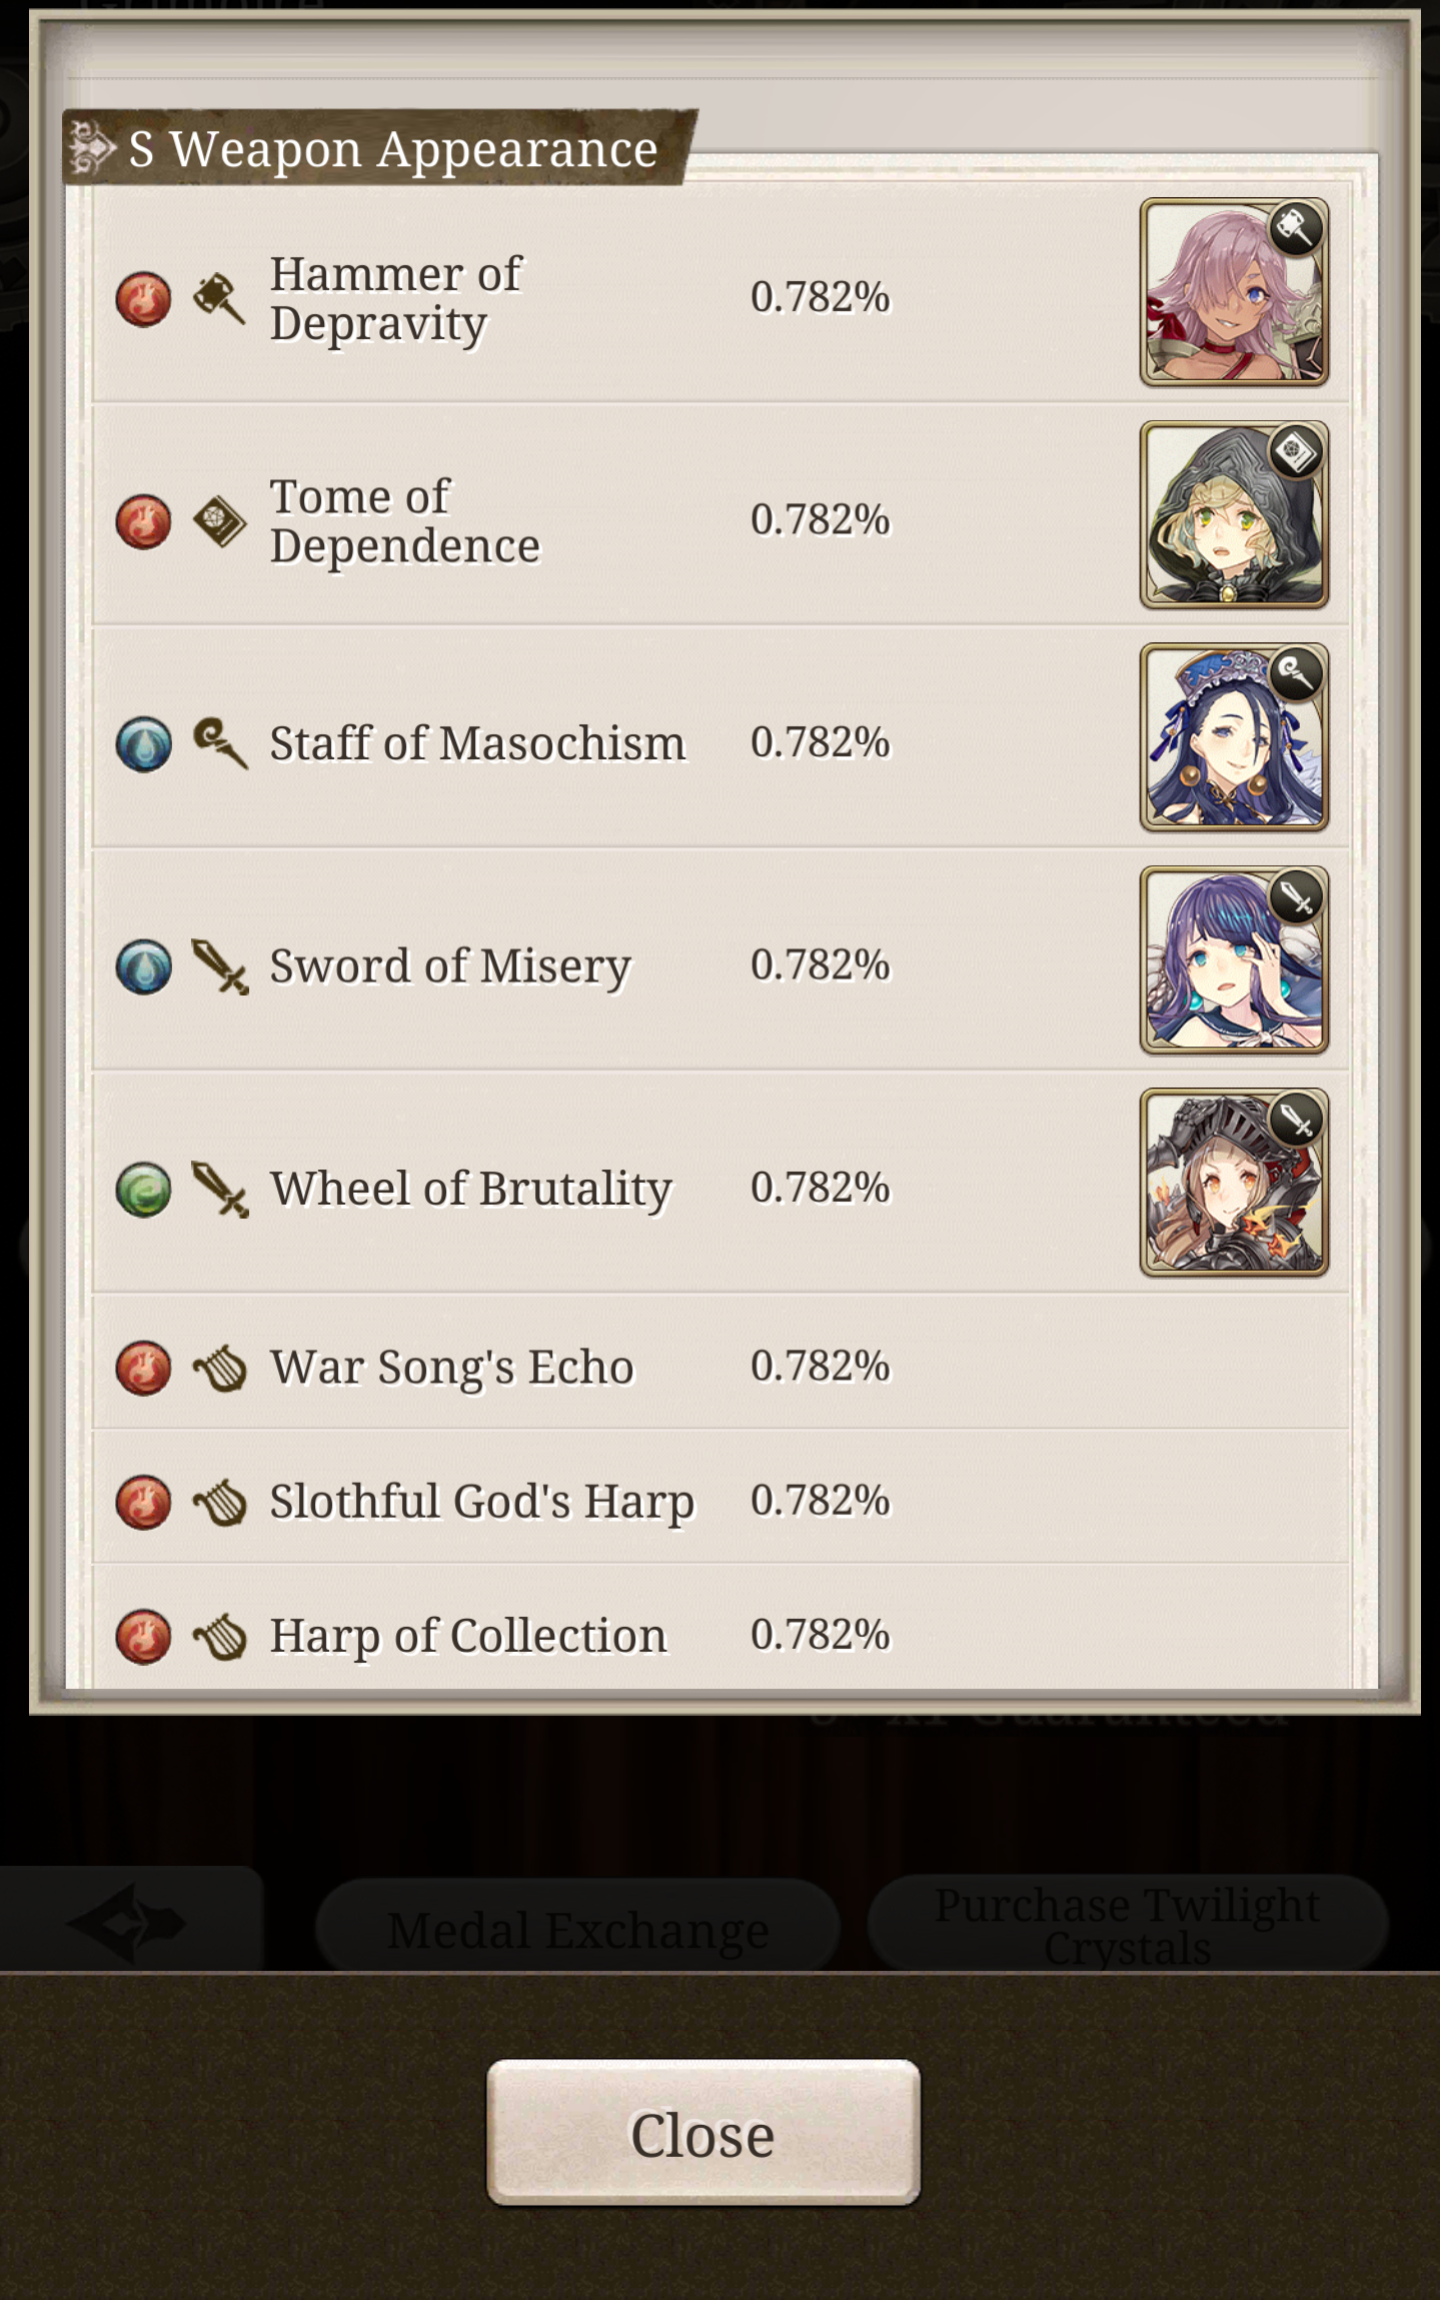 S Weapon Appearance
Hammer of
Depravity
0.782%
Tome of
Dependence
0.782%
Staff of Masochism 0.782%
Sword of Misery 0.782%
Wheel of Brutality 0.782%
War Song's Echo 0.782%
Slothful God's Harp 0.782%
Harp of Collection 0.782%
Guaranteed
Medal Exchange
Purchase Twilight
Crystals
Close